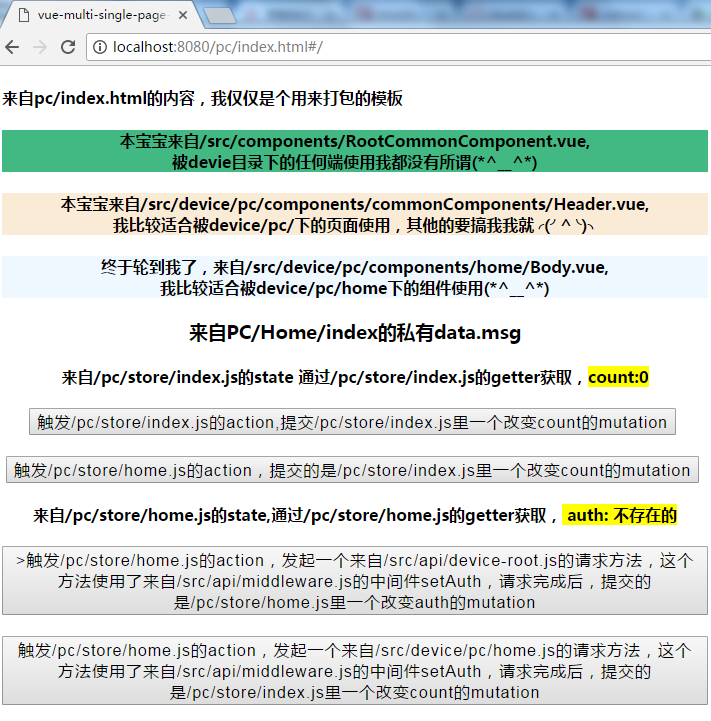 vue-multi-single-page-
localhost:8080/pc/index.html#/
来自pc/index.html的内容，我仅仅是个用来打包的模板
本宝宝来自/src/components/RootCommonComponent.vue,
被devie目录下的任何端使用我都没有所谓(*^__^*)
本宝宝来自/src/device/pc/components/commonComponents/Header.vue,
我比较适合被device/pc/下的页面使用，其他的要搞我我就╭(╯^╰)╮
终于轮到我了，来自/src/device/pc/components/home/Body.vue,
我比较适合被device/pc/home下的组件使用(*^__^*)
来自PC/Home/index的私有data.msg
来自/pc/store/index.js的state 通过/pc/store/index.js的getter获取，count:0
触发/pc/store/index.js的action,提交/pc/store/index.js里一个改变count的mutation
触发/pc/store/home.js的action，提交的是/pc/store/index.js里一个改变count的mutation
来自/pc/store/home.js的state,通过/pc/store/home.js的getter获取， auth: 不存在的
>触发/pc/store/home.js的action，发起一个来自/src/api/device-root.js的请求方法，这个
方法使用了来自/src/api/middleware.js的中间件setAuth，请求完成后，提交的
是/pc/store/home.js里一个改变auth的mutation
触发/pc/store/home.js的action，发起一个来自/src/device/pc/home.js的请求方法，这个
方法使用了来自/src/api/middleware.js的中间件setAuth，请求完成后，提交的
是/pc/store/index.js里一个改变count的mutation